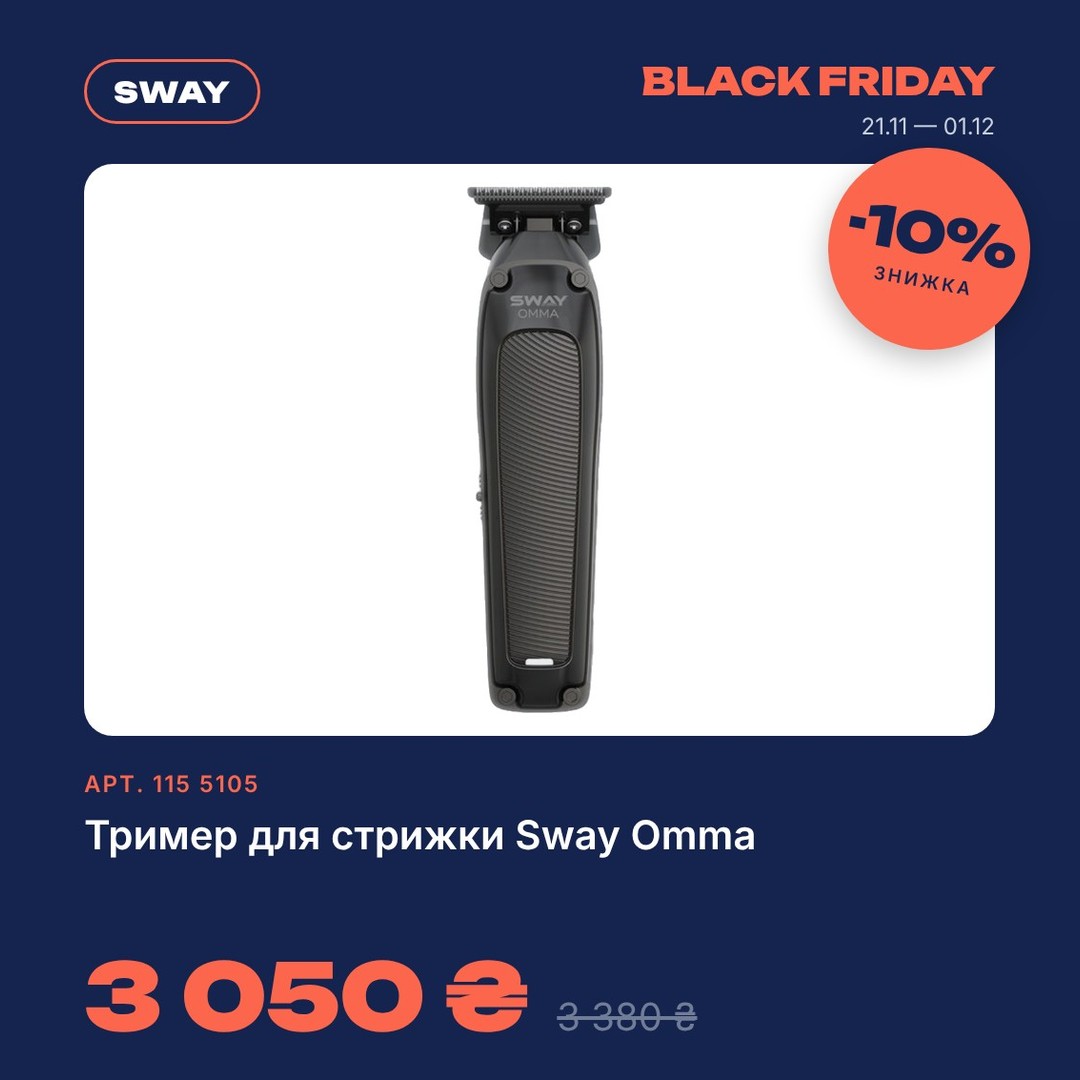 SWAY
BLACK FRIDAY
21.11 — 01.12
-10%
ЗНИЖКА
SWAY
OMMA
АРТ. 115 5105
Тример для стрижки Sway Omma
3 050 ₴ 3 380 ₴